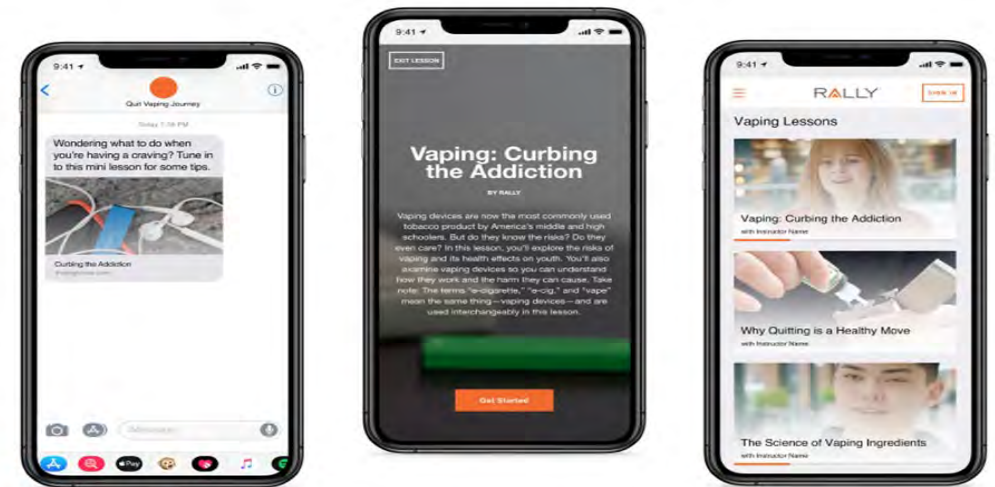 9:41
Quit Vaping Journey
Today 7:38 PM
Wondering what to do when
you're having a craving? Tune in
to this mini lesson for some tips.
Curbing the Addiction
iMessage
Pay
9:41
EXIT LESSON
Vaping: Curbing
the Addiction
BY RALLY
Vaping devices are now the most commonly used
tobacco product by America's middle and high
schoolers. But do they know the risks? Do they
even care? In this lesson, you'll explore the risks of
vaping and its health effects on youth. You'll also
examine vaping devices so you can understand
how they work and the harm they can cause. Take
note: The terms "e-cigarette," "e-cig," and "vape"
mean the same thing—vaping devices—and are
used interchangeably in this lesson.
Get Started
9:41
RALLY
SIGN IN
Vaping Lessons
Vaping: Curbing the Addiction
with Instructor Name
Why Quitting is a Healthy Move
with Instructor Name
The Science of Vaping Ingredients
with Instructor Name